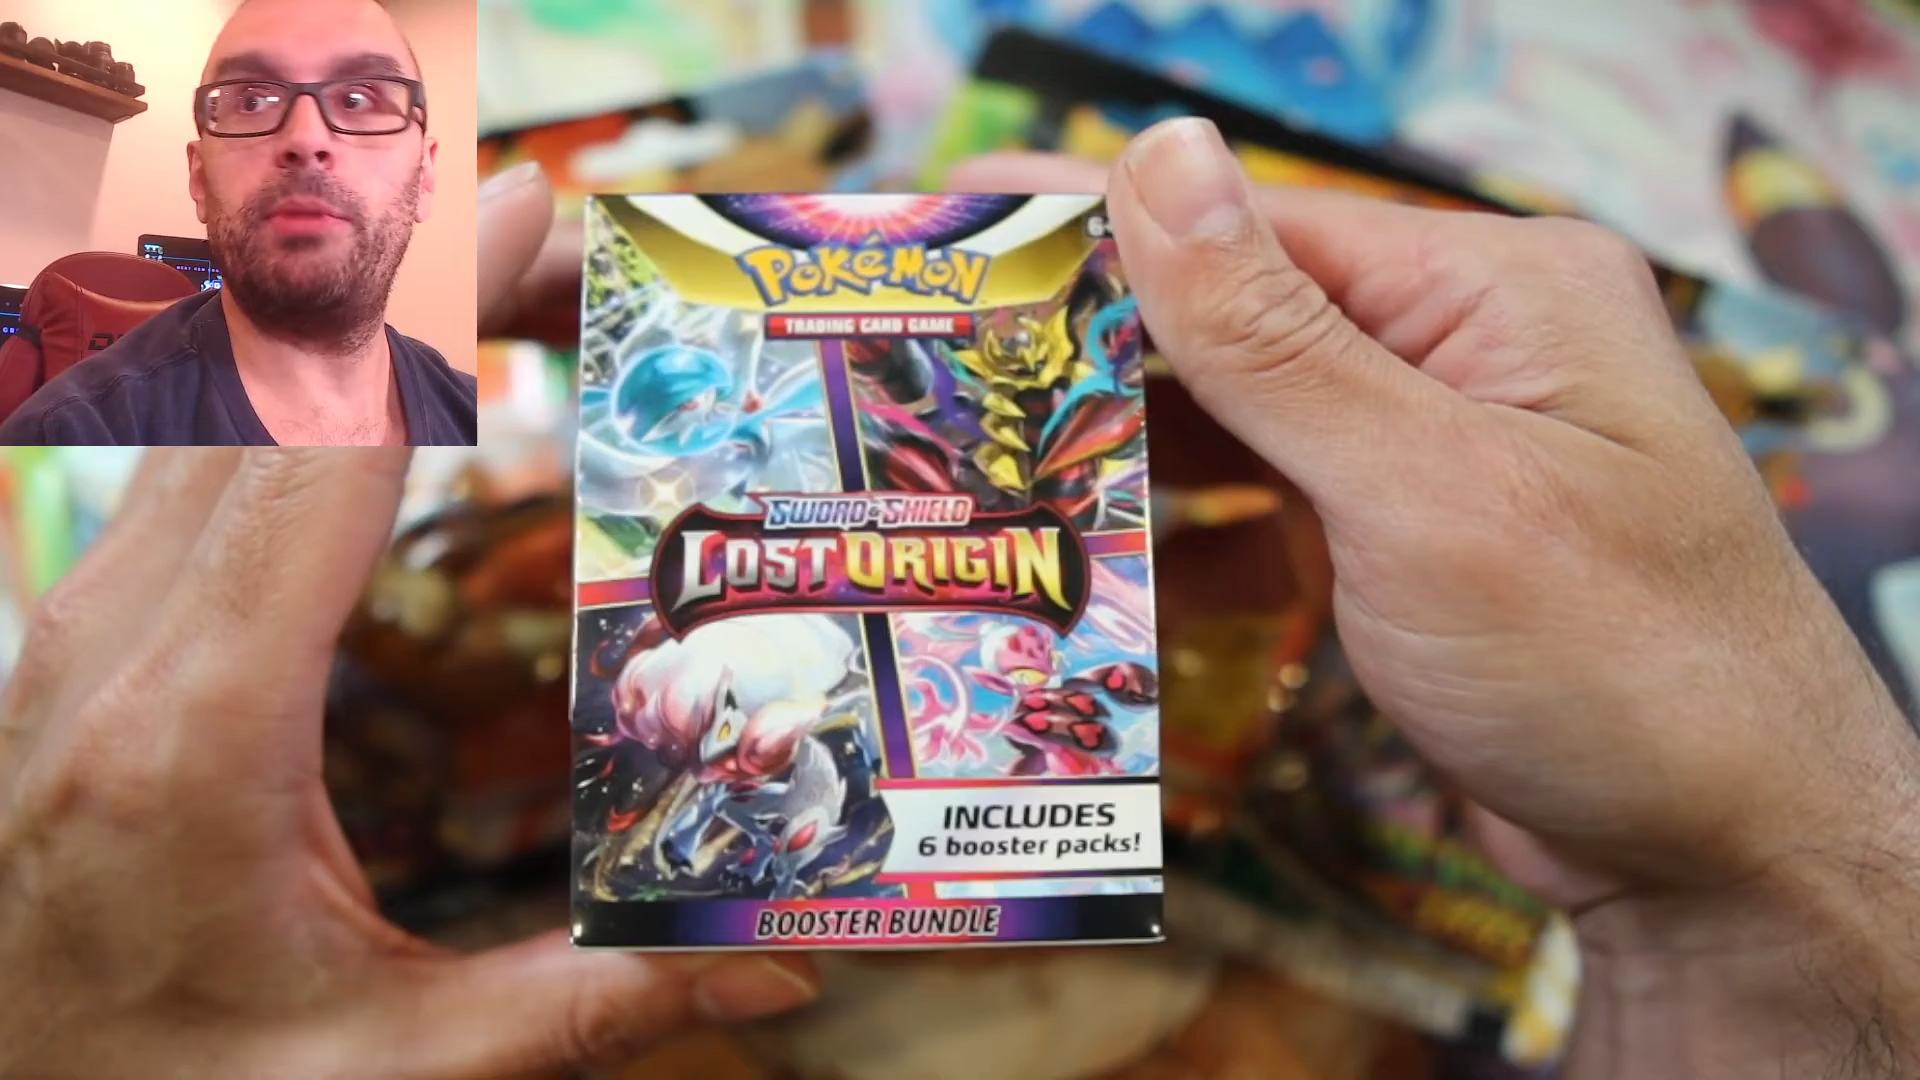 POKéMON
TRADING CARD GAME
SWORD & SHIELD
LOST ORIGIN
INCLUDES
6 booster packs!
BOOSTER BUNDLE